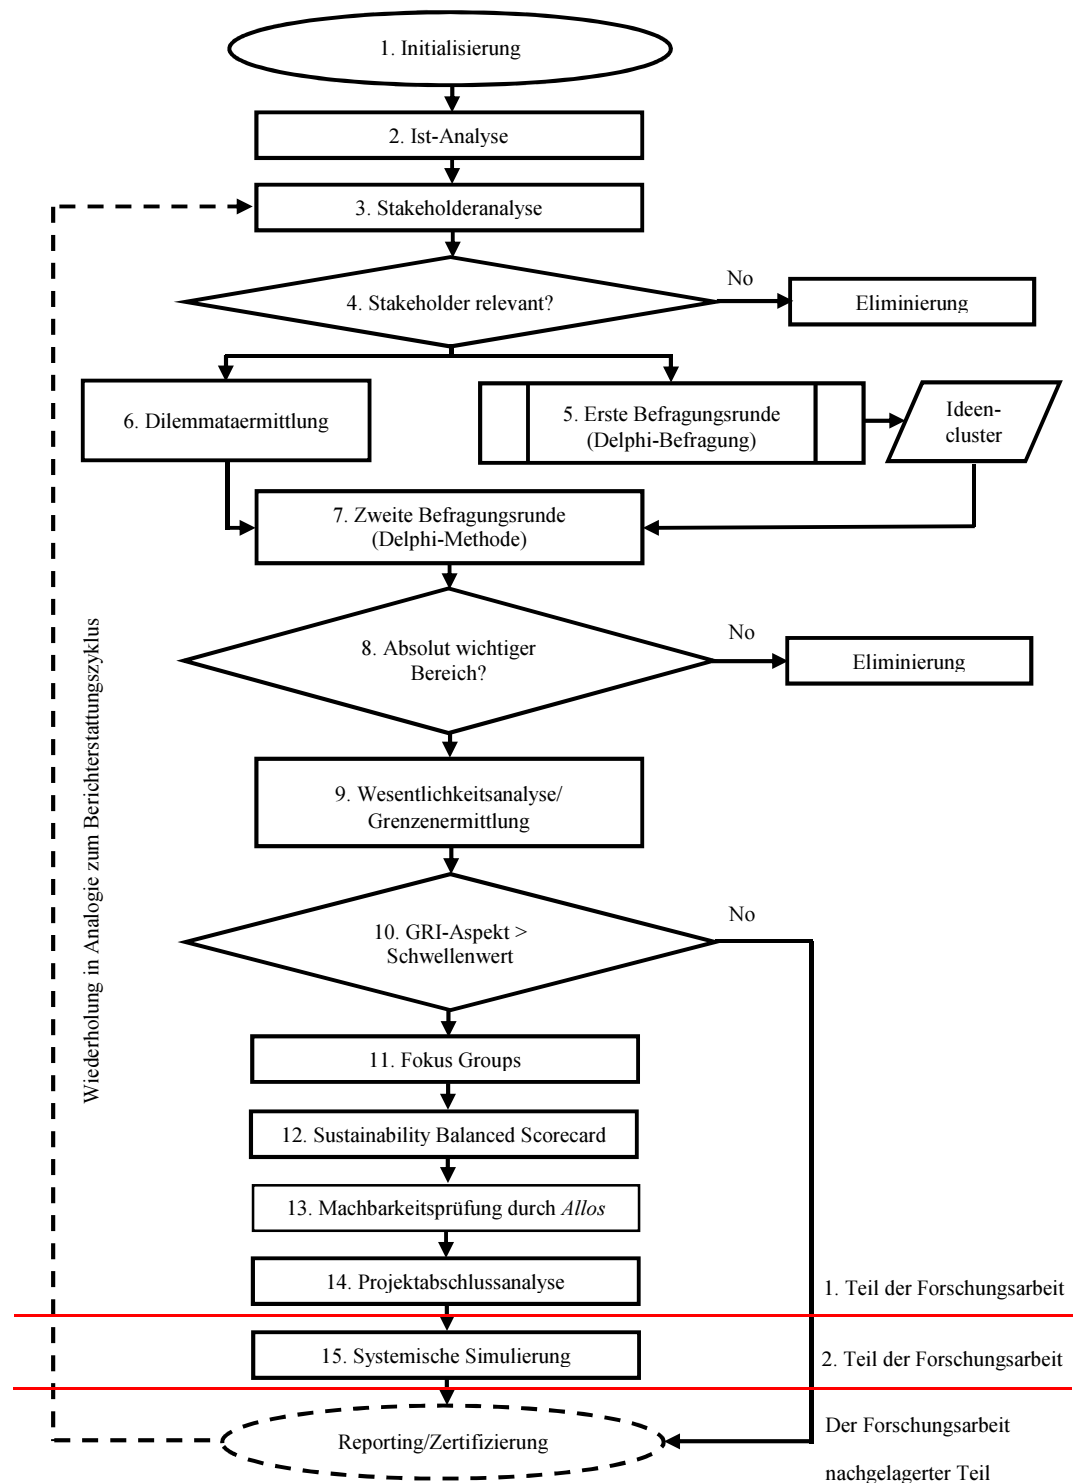 1. Initialisierung
2. Ist-Analyse
3. Stakeholderanalyse
4. Stakeholder relevant?
No
Eliminierung
6. Dilemmataermittlung
5. Erste Befragungsrunde
(Delphi-Befragung)
Ideen-
cluster
7. Zweite Befragungsrunde
(Delphi-Methode)
8. Absolut wichtiger
Bereich?
No
Eliminierung
Wiederholung in Analogie zum Berichterstattungszyklus
9. Wesentlichkeitsanalyse/
Grenzenermittlung
10. GRI-Aspekt >
Schwellenwert
No
11. Fokus Groups
12. Sustainability Balanced Scorecard
13. Machbarkeitsprüfung durch Allos
14. Projektabschlussanalyse
1. Teil der Forschungsarbeit
15. Systemische Simulierung
2. Teil der Forschungsarbeit
Reporting/Zertifizierung
Der Forschungsarbeit
nachgelagerter Teil